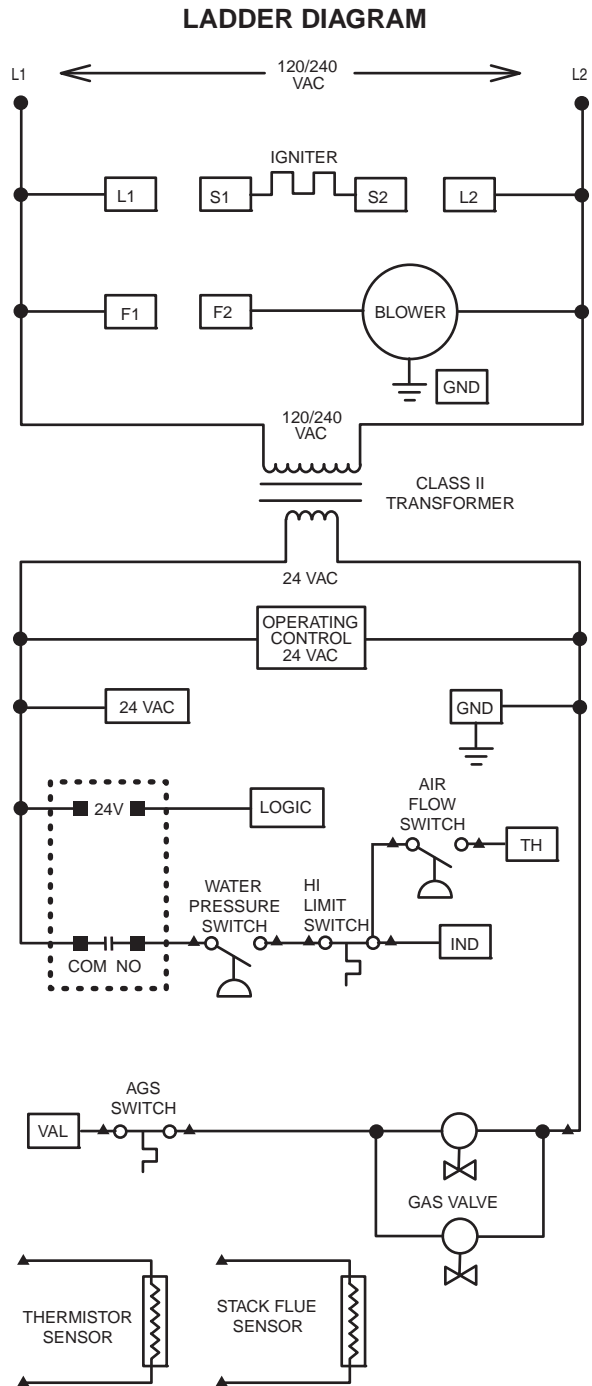 LADDER DIAGRAM
L1
120/240
VAC
L2
IGNITER
L1
S1
S2
L2
F1
F2
BLOWER
GND
120/240
VAC
CLASS II
TRANSFORMER
24 VAC
OPERATING
CONTROL
24 VAC
24 VAC
GND
24V
LOGIC
AIR
FLOW
SWITCH
TH
WATER
PRESSURE
SWITCH
HI
LIMIT
SWITCH
IND
COM NO
AGS
SWITCH
VAL
GAS VALVE
THERMISTOR
SENSOR
STACK FLUE
SENSOR